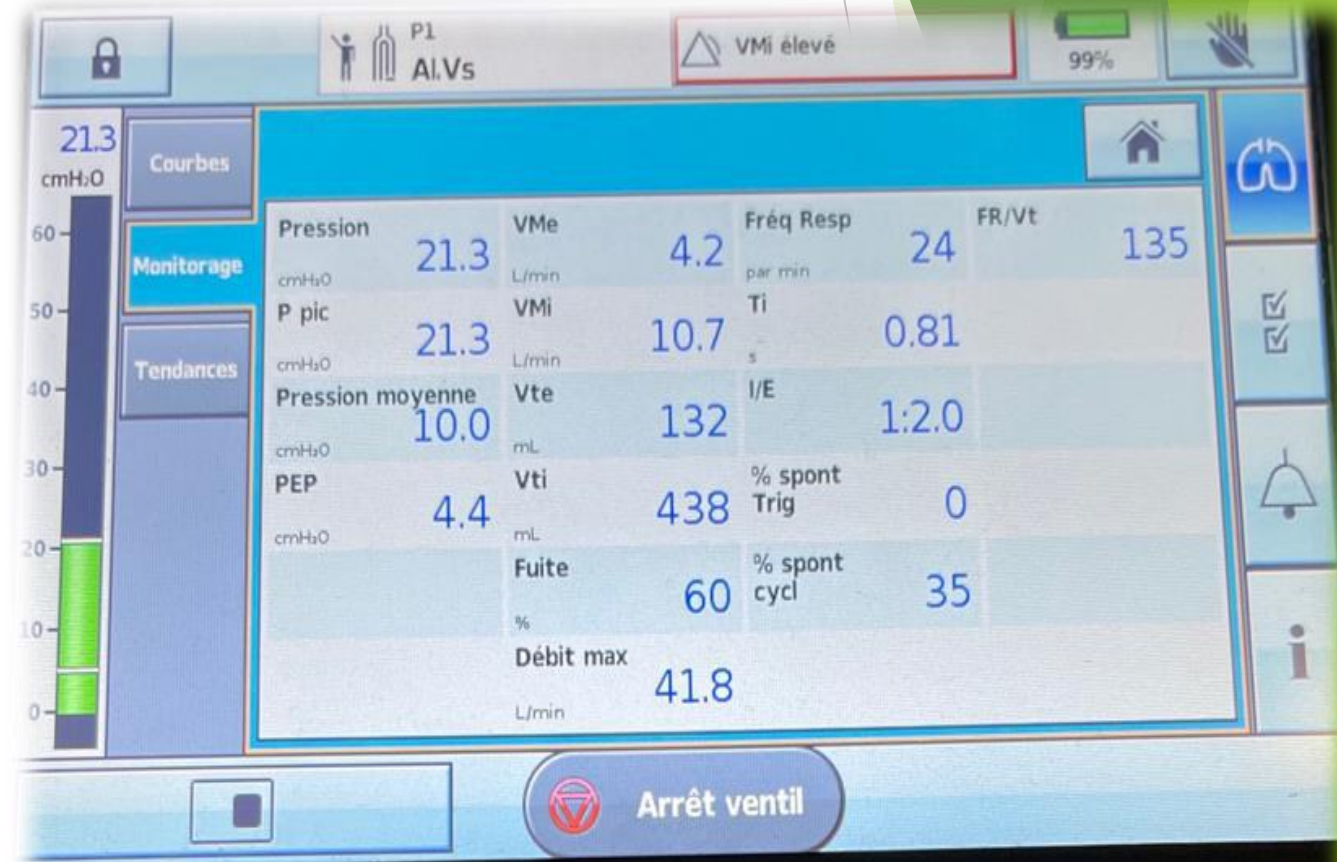 P1
Al.Vs
VMi élevé
99%
21.3
cmH₂O
60
50
40
30
20
10
0
Courbes
Monitorage
Tendances
Pression
cmH₂O
21.3
VMe
L/min
4.2
Fréq Resp
par min
24
FR/Vt
135
P pic
cmH₂O
21.3
VMi
L/min
10.7
Ti
s
0.81
Pression moyenne
cmH₂O
10.0
Vte
mL
132
I/E
1:2.0
PEP
cmH₂O
4.4
Vti
mL
438
% spont
Trig
0
Fuite
%
60
% spont
cycl
35
Débit max
L/min
41.8
Arrêt ventil